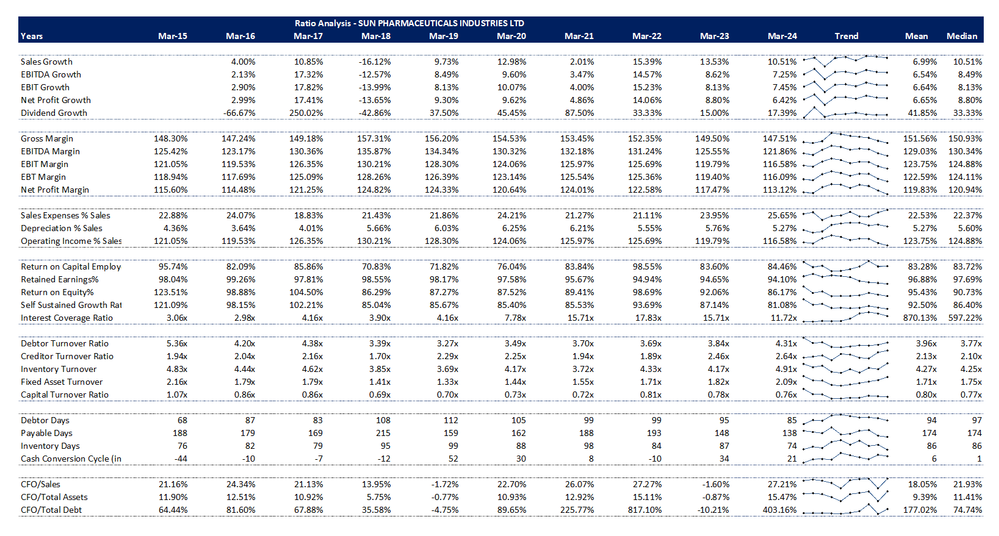 Ratio Analysis - SUN PHARMACEUTICALS INDUSTRIES LTD
Years Mar-15 Mar-16 Mar-17 Mar-18 Mar-19 Mar-20 Mar-21 Mar-22 Mar-23 Mar-24 Trend Mean Median
Sales Growth 4.00% 10.85% -16.12% 9.73% 12.98% 2.01% 15.39% 13.53% 10.51% 6.99% 10.51%
EBITDA Growth 2.13% 17.32% -12.57% 8.49% 9.60% 3.47% 14.57% 8.62% 7.25% 6.54% 8.49%
EBIT Growth 2.90% 17.82% -13.99% 8.13% 10.07% 4.00% 15.23% 8.13% 7.45% 6.64% 8.13%
Net Profit Growth 2.99% 17.41% -13.65% 9.30% 9.62% 4.86% 14.06% 8.80% 6.42% 6.65% 8.80%
Dividend Growth -66.67% 250.02% -42.86% 37.50% 45.45% 87.50% 33.33% 15.00% 17.39% 41.85% 33.33%
Gross Margin 148.30% 147.24% 149.18% 157.31% 156.20% 154.53% 153.45% 152.35% 149.50% 147.51% 151.56% 150.93%
EBITDA Margin 125.42% 123.17% 130.36% 135.87% 134.34% 130.32% 132.18% 131.24% 125.55% 121.86% 129.03% 130.34%
EBIT Margin 121.05% 119.53% 126.35% 130.21% 128.30% 124.06% 125.97% 125.69% 119.79% 116.58% 123.75% 124.88%
EBT Margin 118.94% 117.69% 125.09% 128.26% 126.39% 123.14% 125.54% 125.36% 119.40% 116.09% 122.59% 124.11%
Net Profit Margin 115.60% 114.48% 121.25% 124.82% 124.33% 120.64% 124.01% 122.58% 117.47% 113.12% 119.83% 120.94%
Sales Expenses % Sales 22.88% 24.07% 18.83% 21.43% 21.86% 24.21% 21.27% 21.11% 23.95% 25.65% 22.53% 22.37%
Depreciation % Sales 4.36% 3.64% 4.01% 5.66% 6.03% 6.25% 6.21% 5.55% 5.76% 5.27% 5.27% 5.60%
Operating Income % Sales 121.05% 119.53% 126.35% 130.21% 128.30% 124.06% 125.97% 125.69% 119.79% 116.58% 123.75% 124.88%
Return on Capital Employ 95.74% 82.09% 85.86% 70.83% 71.82% 76.04% 83.84% 98.55% 83.60% 84.46% 83.28% 83.72%
Retained Earnings% 98.04% 99.26% 97.81% 98.55% 98.17% 97.58% 95.67% 94.94% 94.65% 94.10% 96.88% 97.69%
Return on Equity% 123.51% 98.88% 104.50% 86.29% 87.27% 87.52% 89.41% 98.69% 92.06% 86.17% 95.43% 90.73%
Self Sustained Growth Rat 121.09% 98.15% 102.21% 85.04% 85.67% 85.40% 85.53% 93.69% 87.14% 81.08% 92.50% 86.40%
Interest Coverage Ratio 3.06x 2.98x 4.16x 3.90x 4.16x 7.78x 15.71x 17.83x 15.71x 11.72x 870.13% 597.22%
Debtor Turnover Ratio 5.36x 4.20x 4.38x 3.39x 3.27x 3.49x 3.70x 3.69x 3.84x 4.31x 3.96x 3.77x
Creditor Turnover Ratio 1.94x 2.04x 2.16x 1.70x 2.29x 2.25x 1.94x 1.89x 2.46x 2.64x 2.13x 2.10x
Inventory Turnover 4.83x 4.44x 4.62x 3.85x 3.69x 4.17x 3.72x 4.33x 4.17x 4.91x 4.27x 4.25x
Fixed Asset Turnover 2.16x 1.79x 1.79x 1.41x 1.33x 1.44x 1.55x 1.71x 1.82x 2.09x 1.71x 1.75x
Capital Turnover Ratio 1.07x 0.86x 0.86x 0.69x 0.70x 0.73x 0.72x 0.81x 0.78x 0.76x 0.80x 0.77x
Debtor Days 68 87 83 108 112 105 99 99 95 85 94 97
Payable Days 188 179 169 215 159 162 188 193 148 138 174 174
Inventory Days 76 82 79 95 99 88 98 84 87 74 86 86
Cash Conversion Cycle (in -44 -10 -7 -12 52 30 8 -10 34 21 6 1
CFO/Sales 21.16% 24.34% 21.13% 13.95% -1.72% 22.70% 26.07% 27.27% -1.60% 27.21% 18.05% 21.93%
CFO/Total Assets 11.90% 12.51% 10.92% 5.75% -0.77% 10.93% 12.92% 15.11% -0.87% 15.47% 9.39% 11.41%
CFO/Total Debt 64.44% 81.60% 67.88% 35.58% -4.75% 89.65% 225.77% 817.10% -10.21% 403.16% 177.02% 74.74%